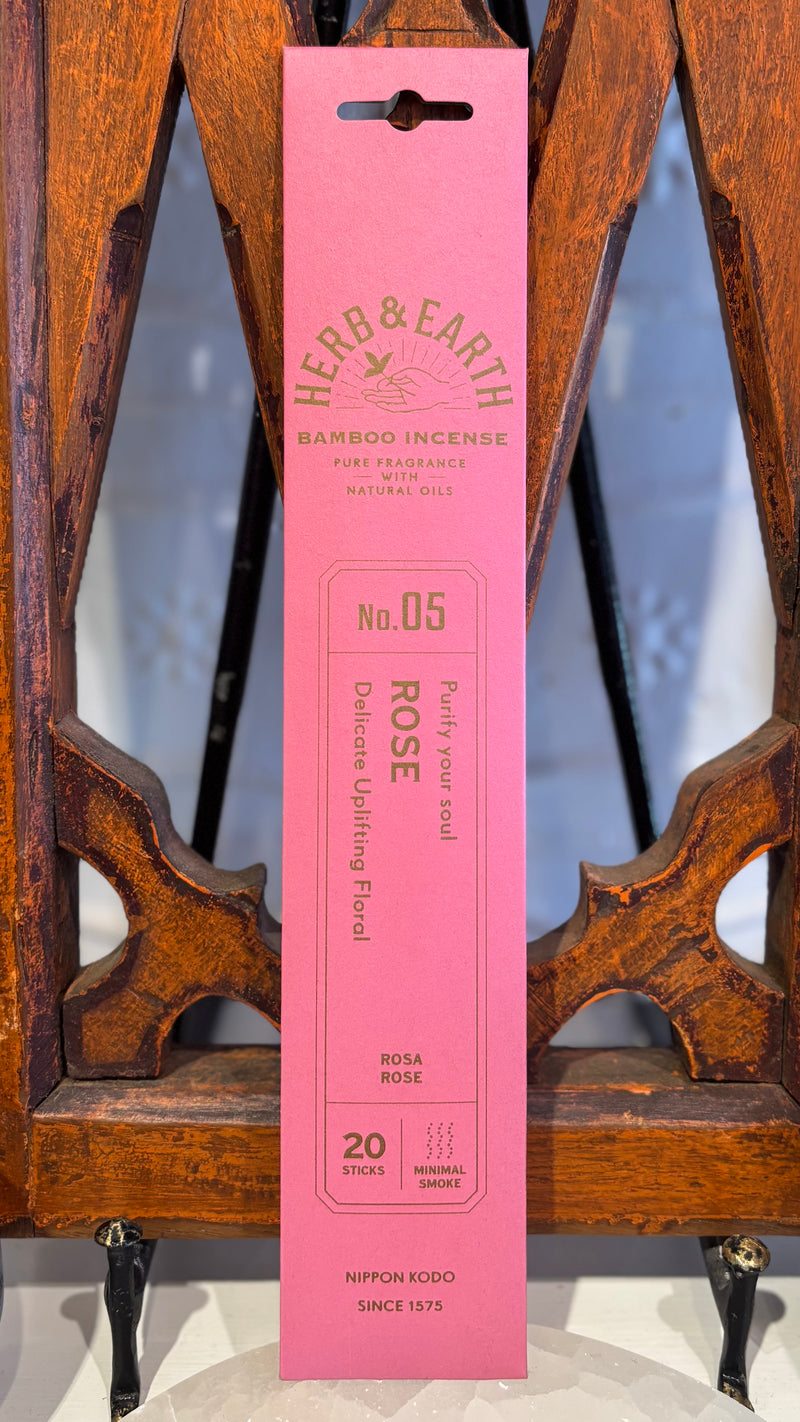 HERB & EARTH
BAMBOO INCENSE
PURE FRAGRANCE
WITH
NATURAL OILS
No.05
Purify your soul
ROSE
Delicate Uplifting Floral
ROSA
ROSE
20
STICKS
MINIMAL
SMOKE
NIPPON KODO
SINCE 1575